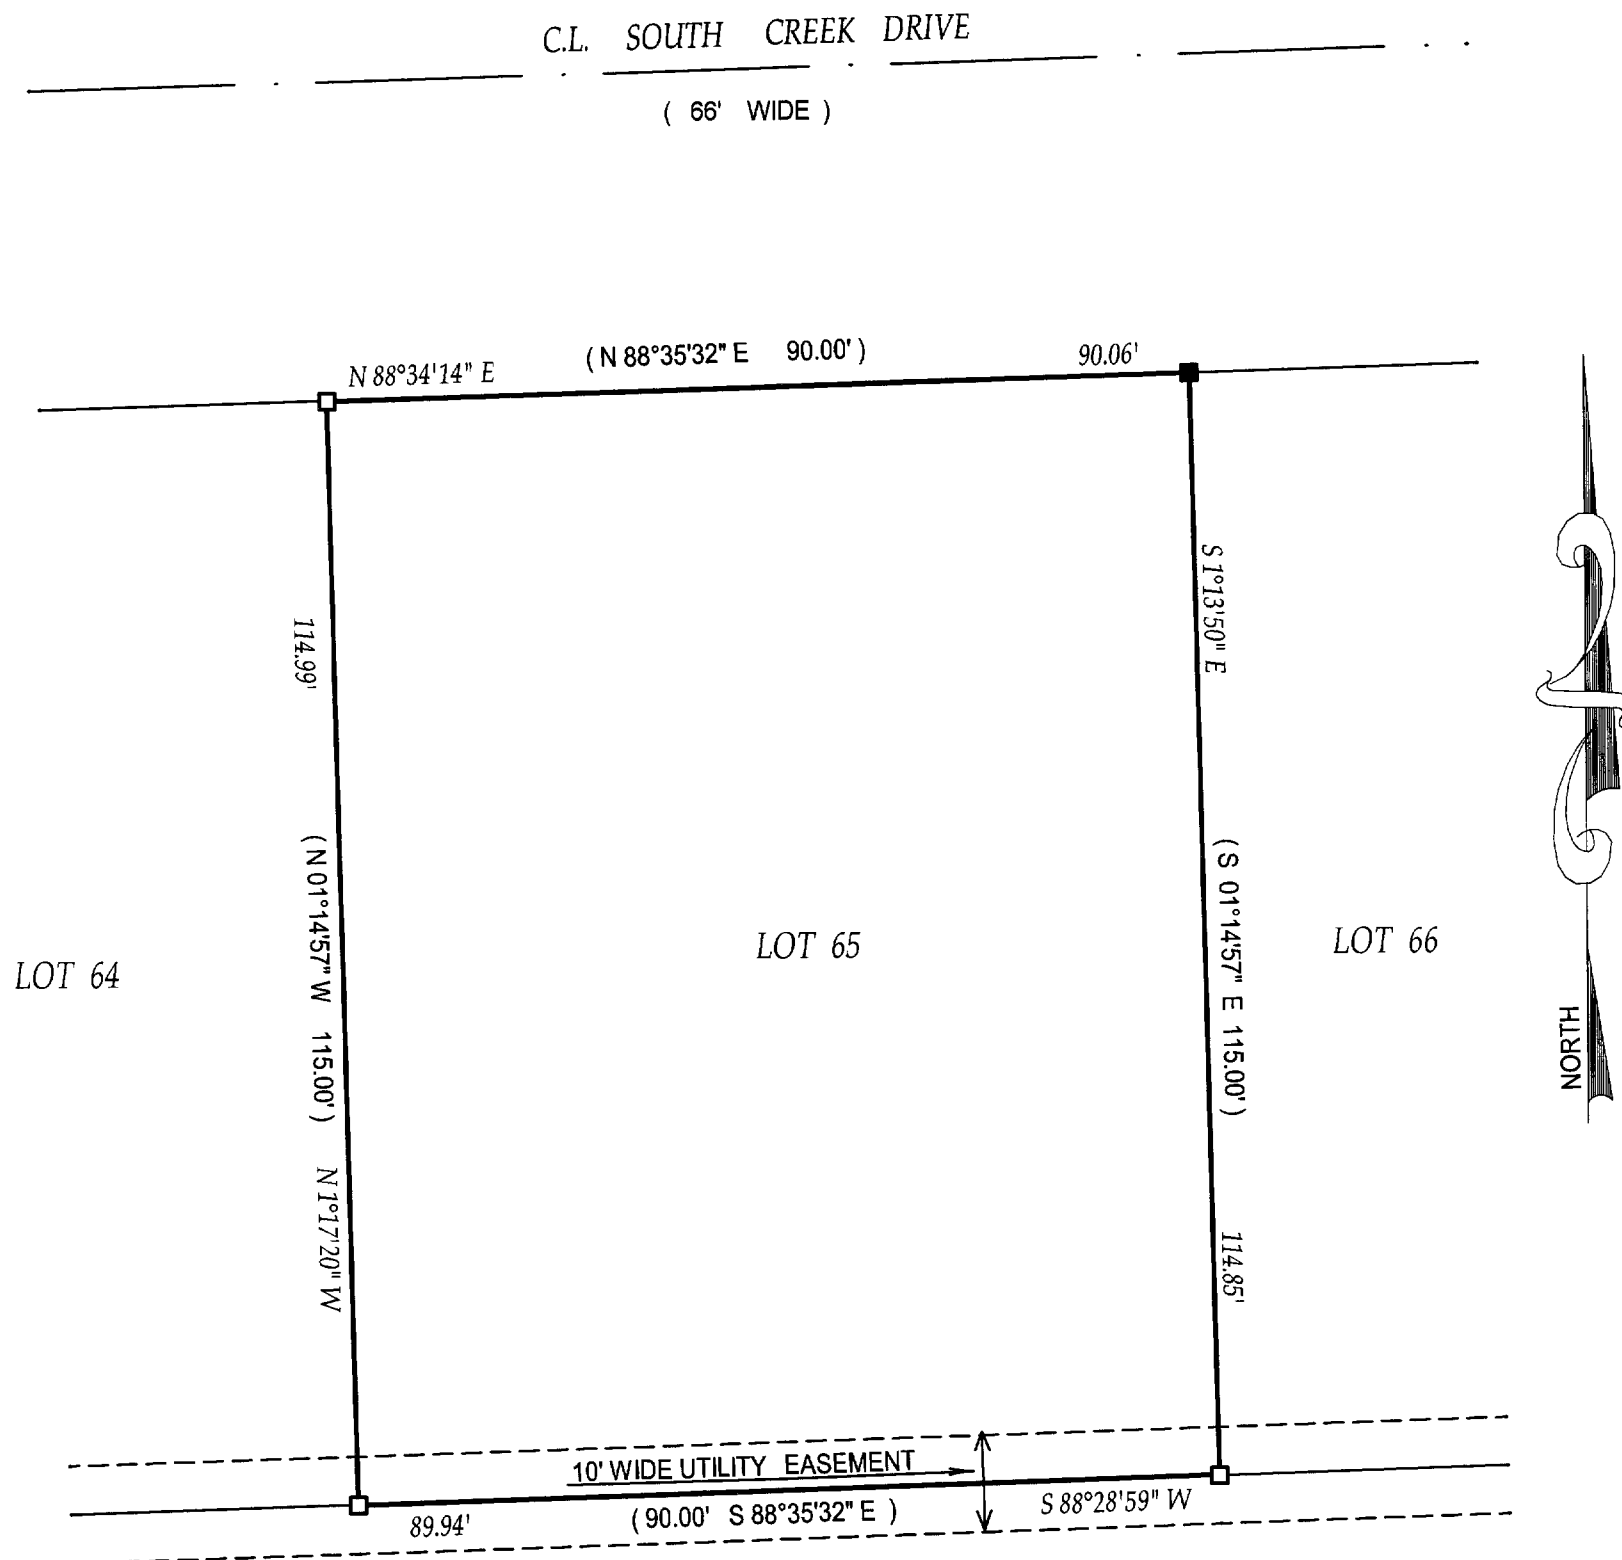 C.L. SOUTH CREEK DRIVE
( 66' WIDE )
N 88°34'14" E
( N 88°35'32" E 90.00' )
90.06'
114.99'
( N 01°14'57" W 115.00' )
N 1°17'20" W
S 1°13'50" E
( S 01°14'57" E 115.00' )
114.85'
LOT 64
LOT 65
LOT 66
NORTH
10' WIDE UTILITY EASEMENT
89.94'
( 90.00' S 88°35'32" E )
S 88°28'59" W